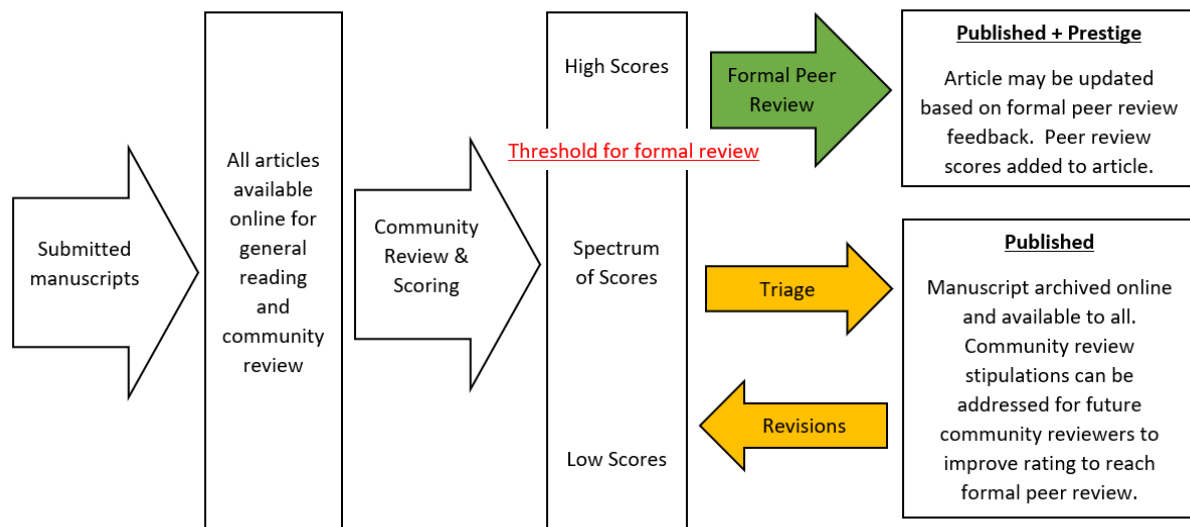 Submitted
manuscripts
All articles
available
online for
general
reading
and
community
review
Community
Review &
Scoring
High Scores
Threshold for formal review
Spectrum
of Scores
Low Scores
Formal Peer
Review
Published + Prestige
Article may be updated
based on formal peer review
feedback.  Peer review
scores added to article.
Triage
Revisions
Published
Manuscript archived online
and available to all.
Community review
stipulations can be
addressed for future
community reviewers to
improve rating to reach
formal peer review.